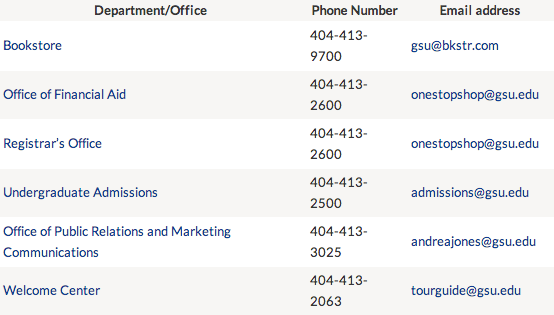 Department/Office Phone Number Email address
Bookstore 404-413-9700 gsu@bkstr.com
Office of Financial Aid 404-413-2600 onestopshop@gsu.edu
Registrar's Office 404-413-2600 onestopshop@gsu.edu
Undergraduate Admissions 404-413-2500 admissions@gsu.edu
Office of Public Relations and Marketing Communications 404-413-3025 andreajones@gsu.edu
Welcome Center 404-413-2063 tourguide@gsu.edu